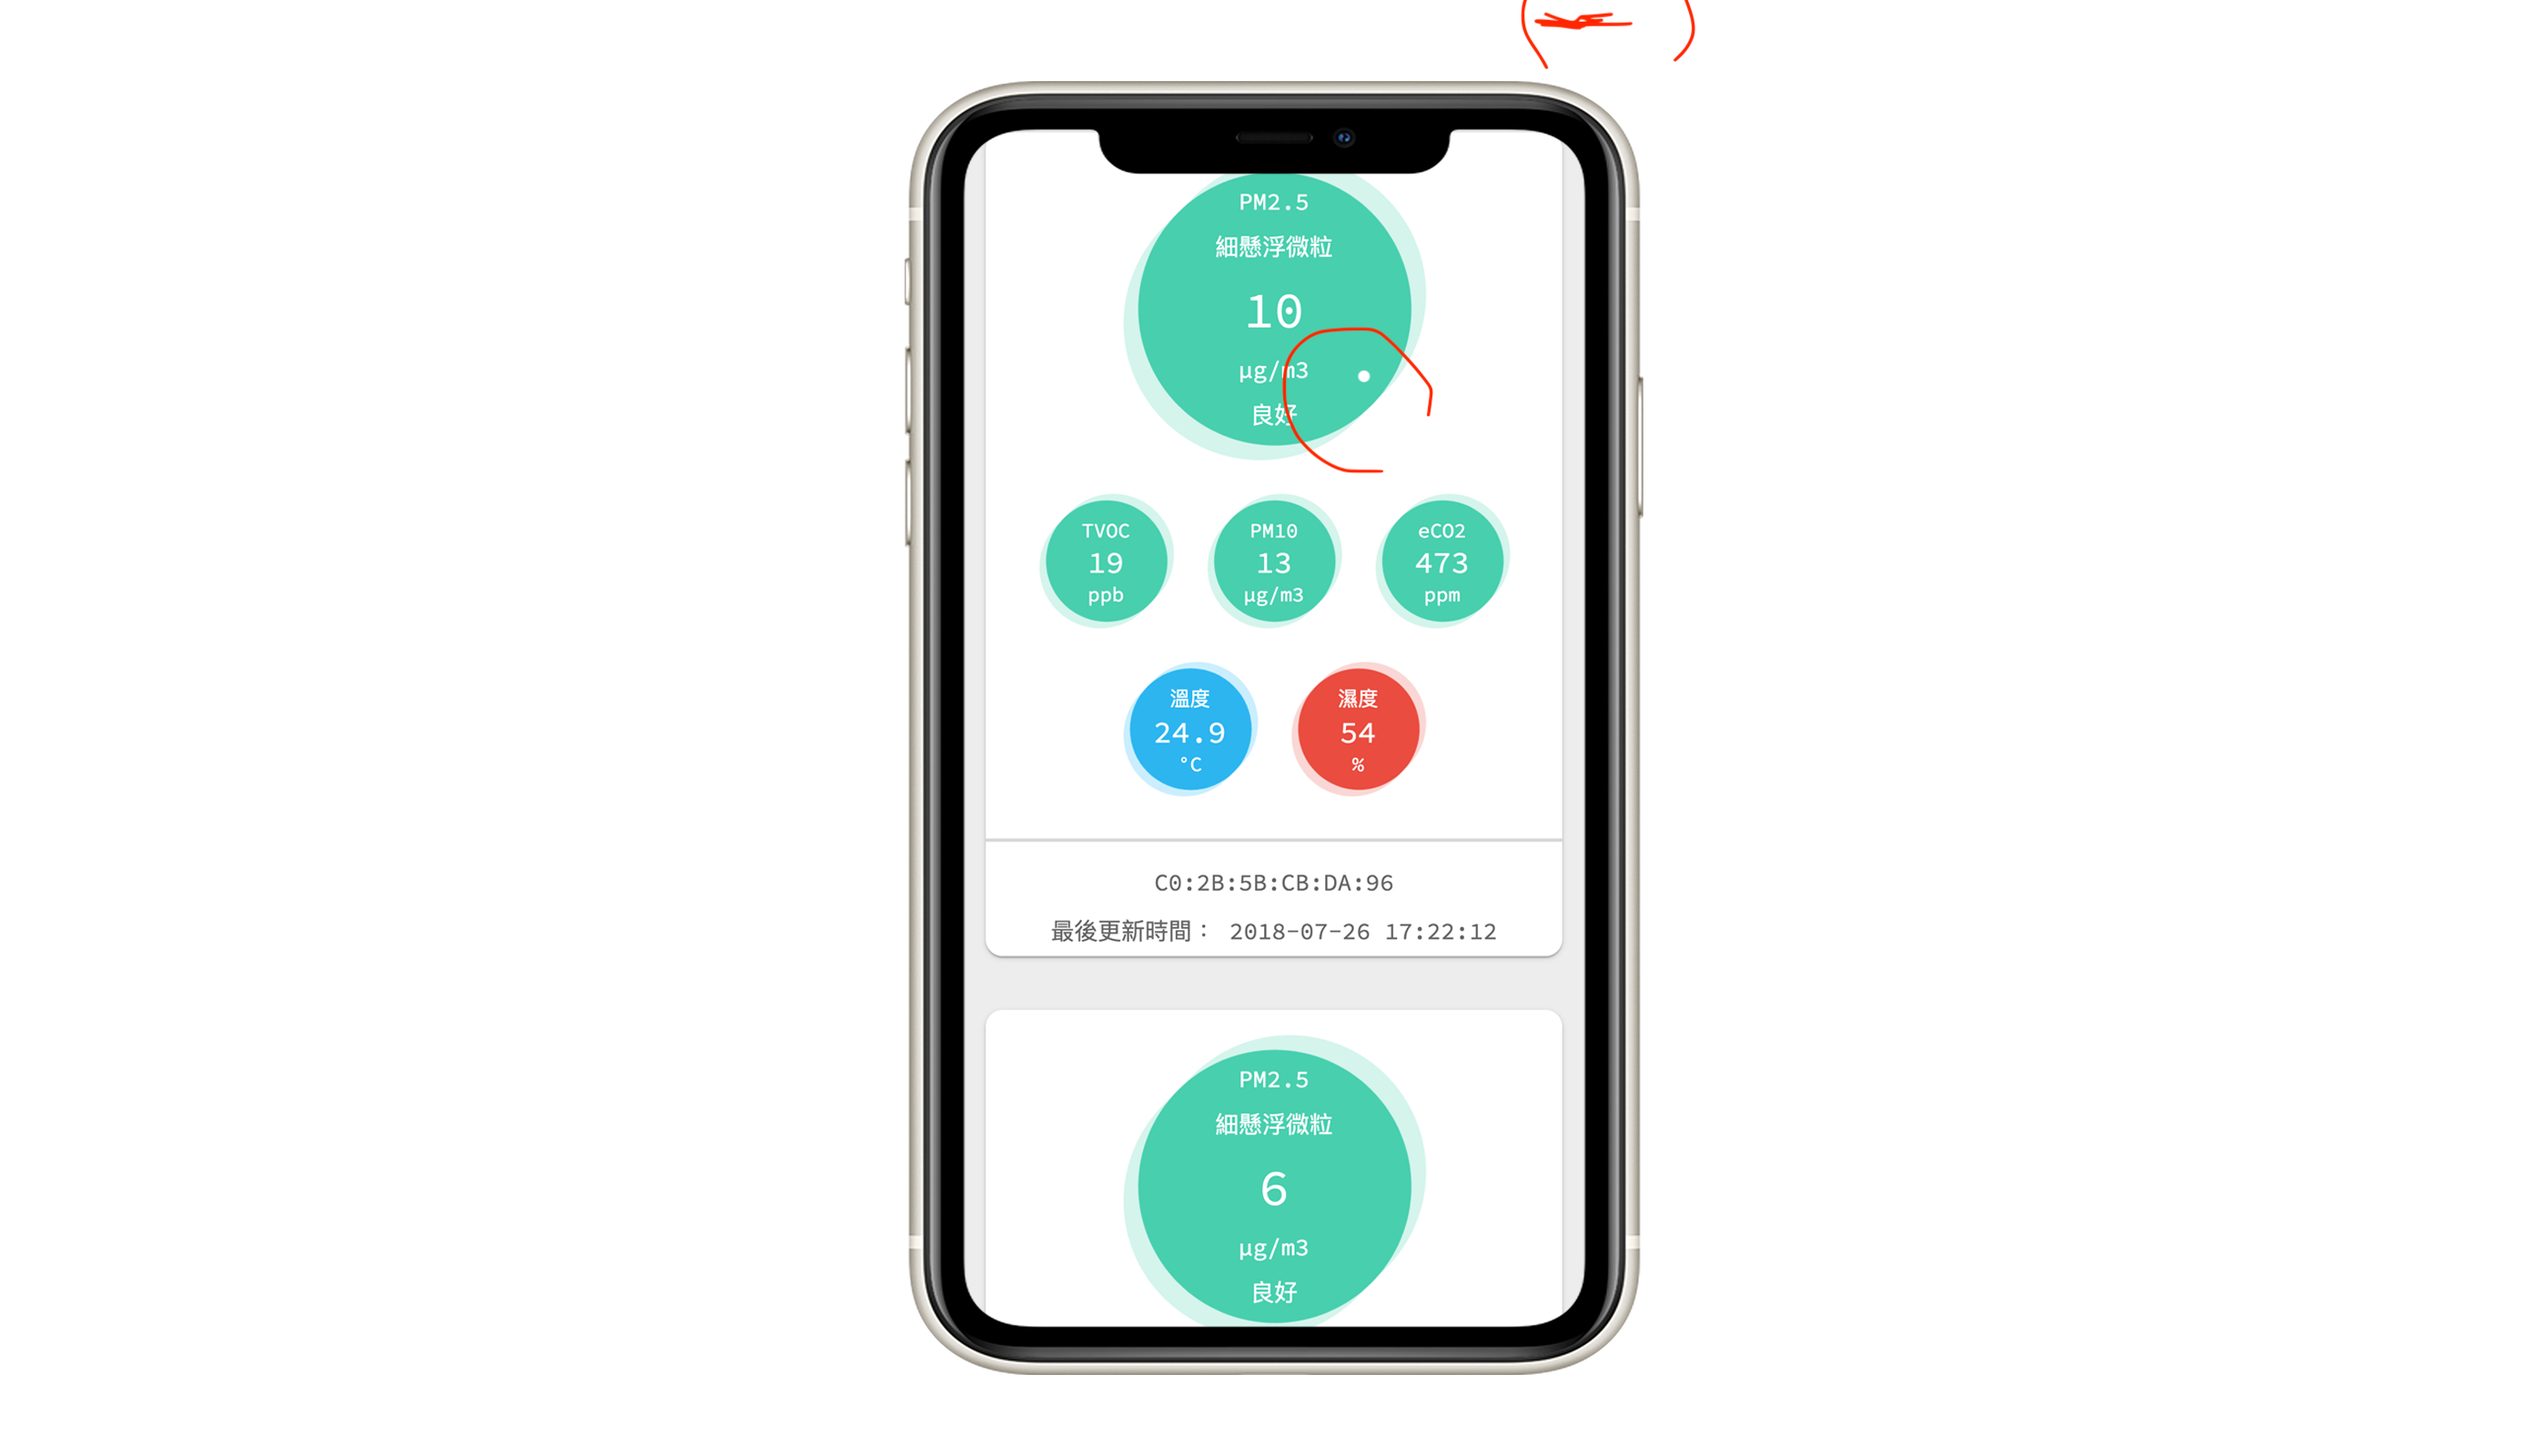 PM2.5
細懸浮微粒
10
µg/m3
良好
TVOC
19
ppb
PM10
13
µg/m3
eCO2
473
ppm
溫度
24.9
°C
濕度
54
%
C0:2B:5B:CB:DA:96
最後更新時間： 2018-07-26 17:22:12
PM2.5
細懸浮微粒
6
µg/m3
良好